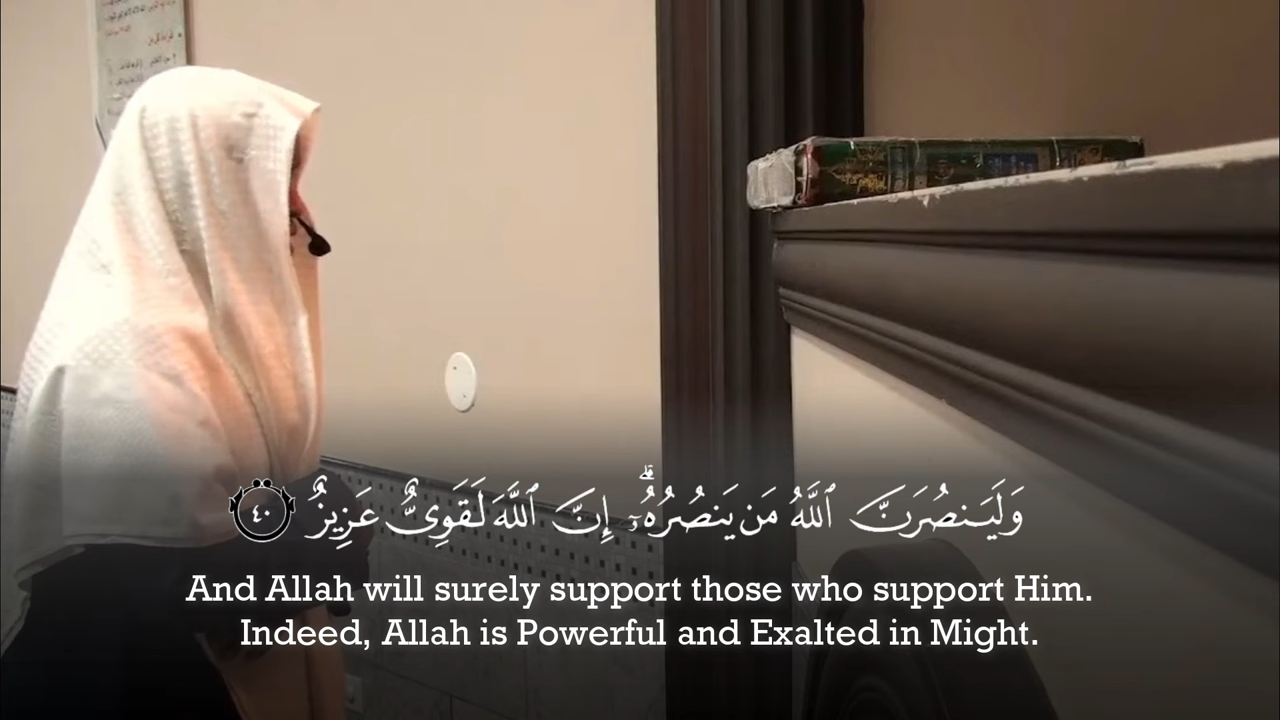 وَلَيَنصُرَنَّ ٱللَّهُ مَن يَنصُرُهُۥٓ ۗ إِنَّ ٱللَّهَ لَقَوِىٌّ عَزِيزٌ ٤٠
And Allah will surely support those who support Him.
Indeed, Allah is Powerful and Exalted in Might.